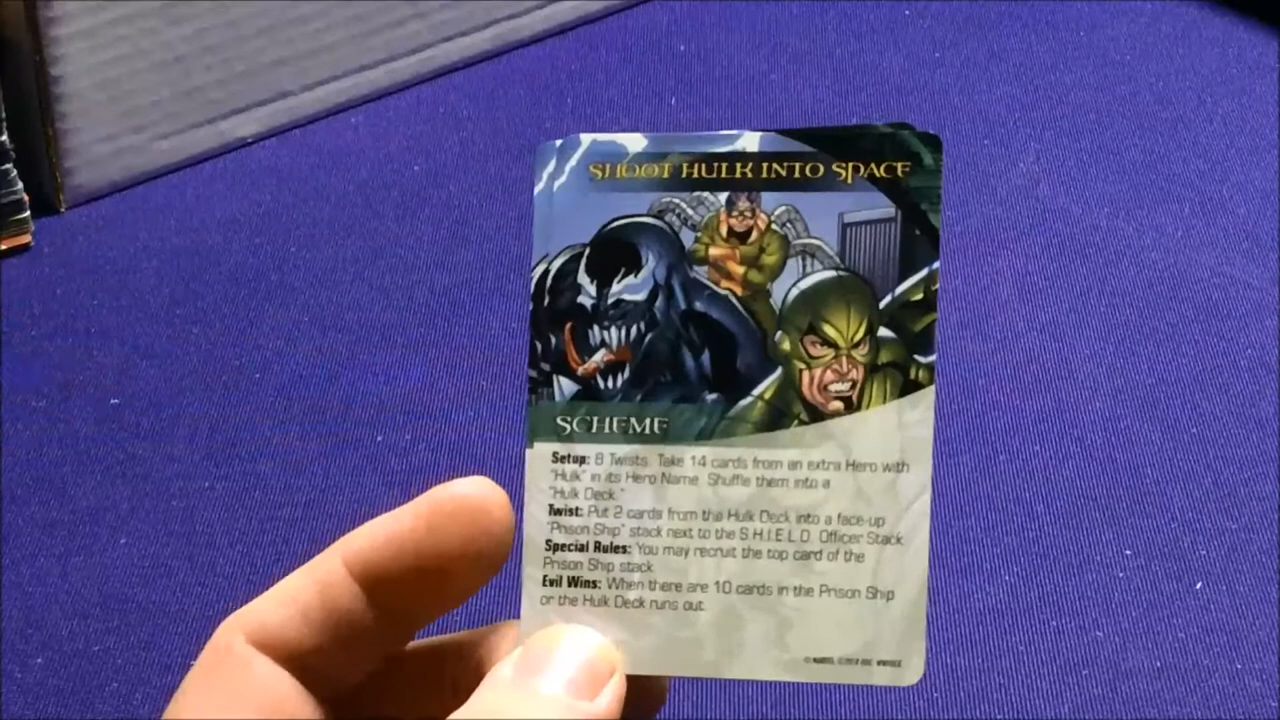 SHOOT HULK INTO SPACE
SCHEME
Setup: 8 Twists. Take 14 cards from an extra Hero with
"Hulk" in its Hero Name. Shuffle them into a
"Hulk Deck."
Twist: Put 2 cards from the Hulk Deck into a face-up
"Prison Ship" stack next to the S.H.I.E.L.D. Officer Stack.
Special Rules: You may recruit the top card of the
Prison Ship stack.
Evil Wins: When there are 10 cards in the Prison Ship
or the Hulk Deck runs out.